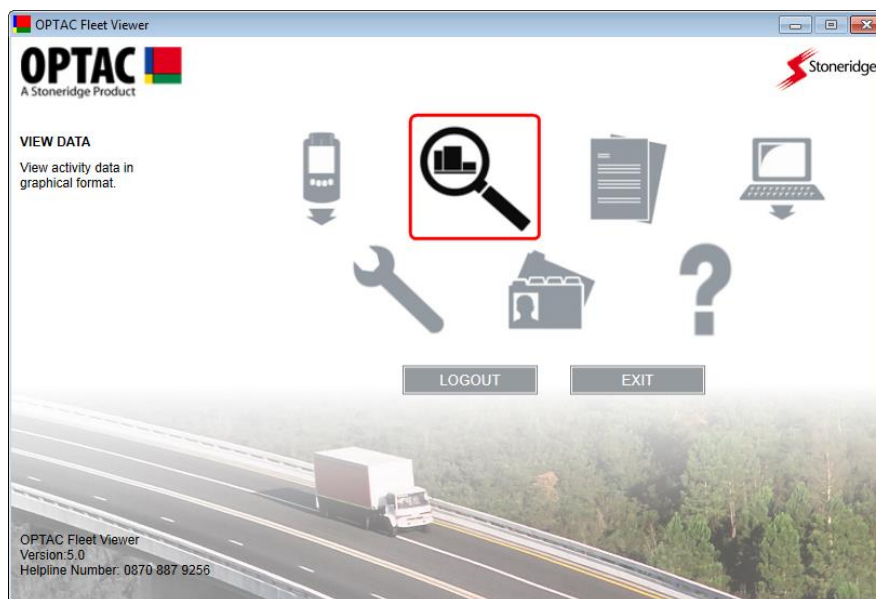 OPTAC Fleet Viewer
OPTAC
A Stoneridge Product
Stoneridge
VIEW DATA
View activity data in
graphical format.
LOGOUT
EXIT
OPTAC Fleet Viewer
Version:5.0
Helpline Number: 0870 887 9256